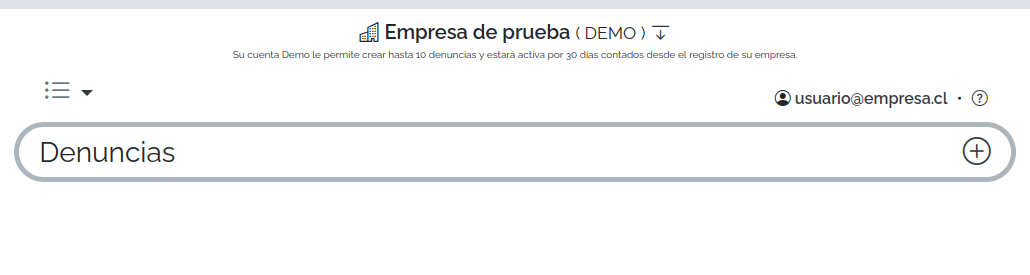 Empresa de prueba ( DEMO )
Su cuenta Demo le permite crear hasta 10 denuncias y estará activa por 30 días contados desde el registro de su empresa.
usuario@empresa.cl • ?
Denuncias